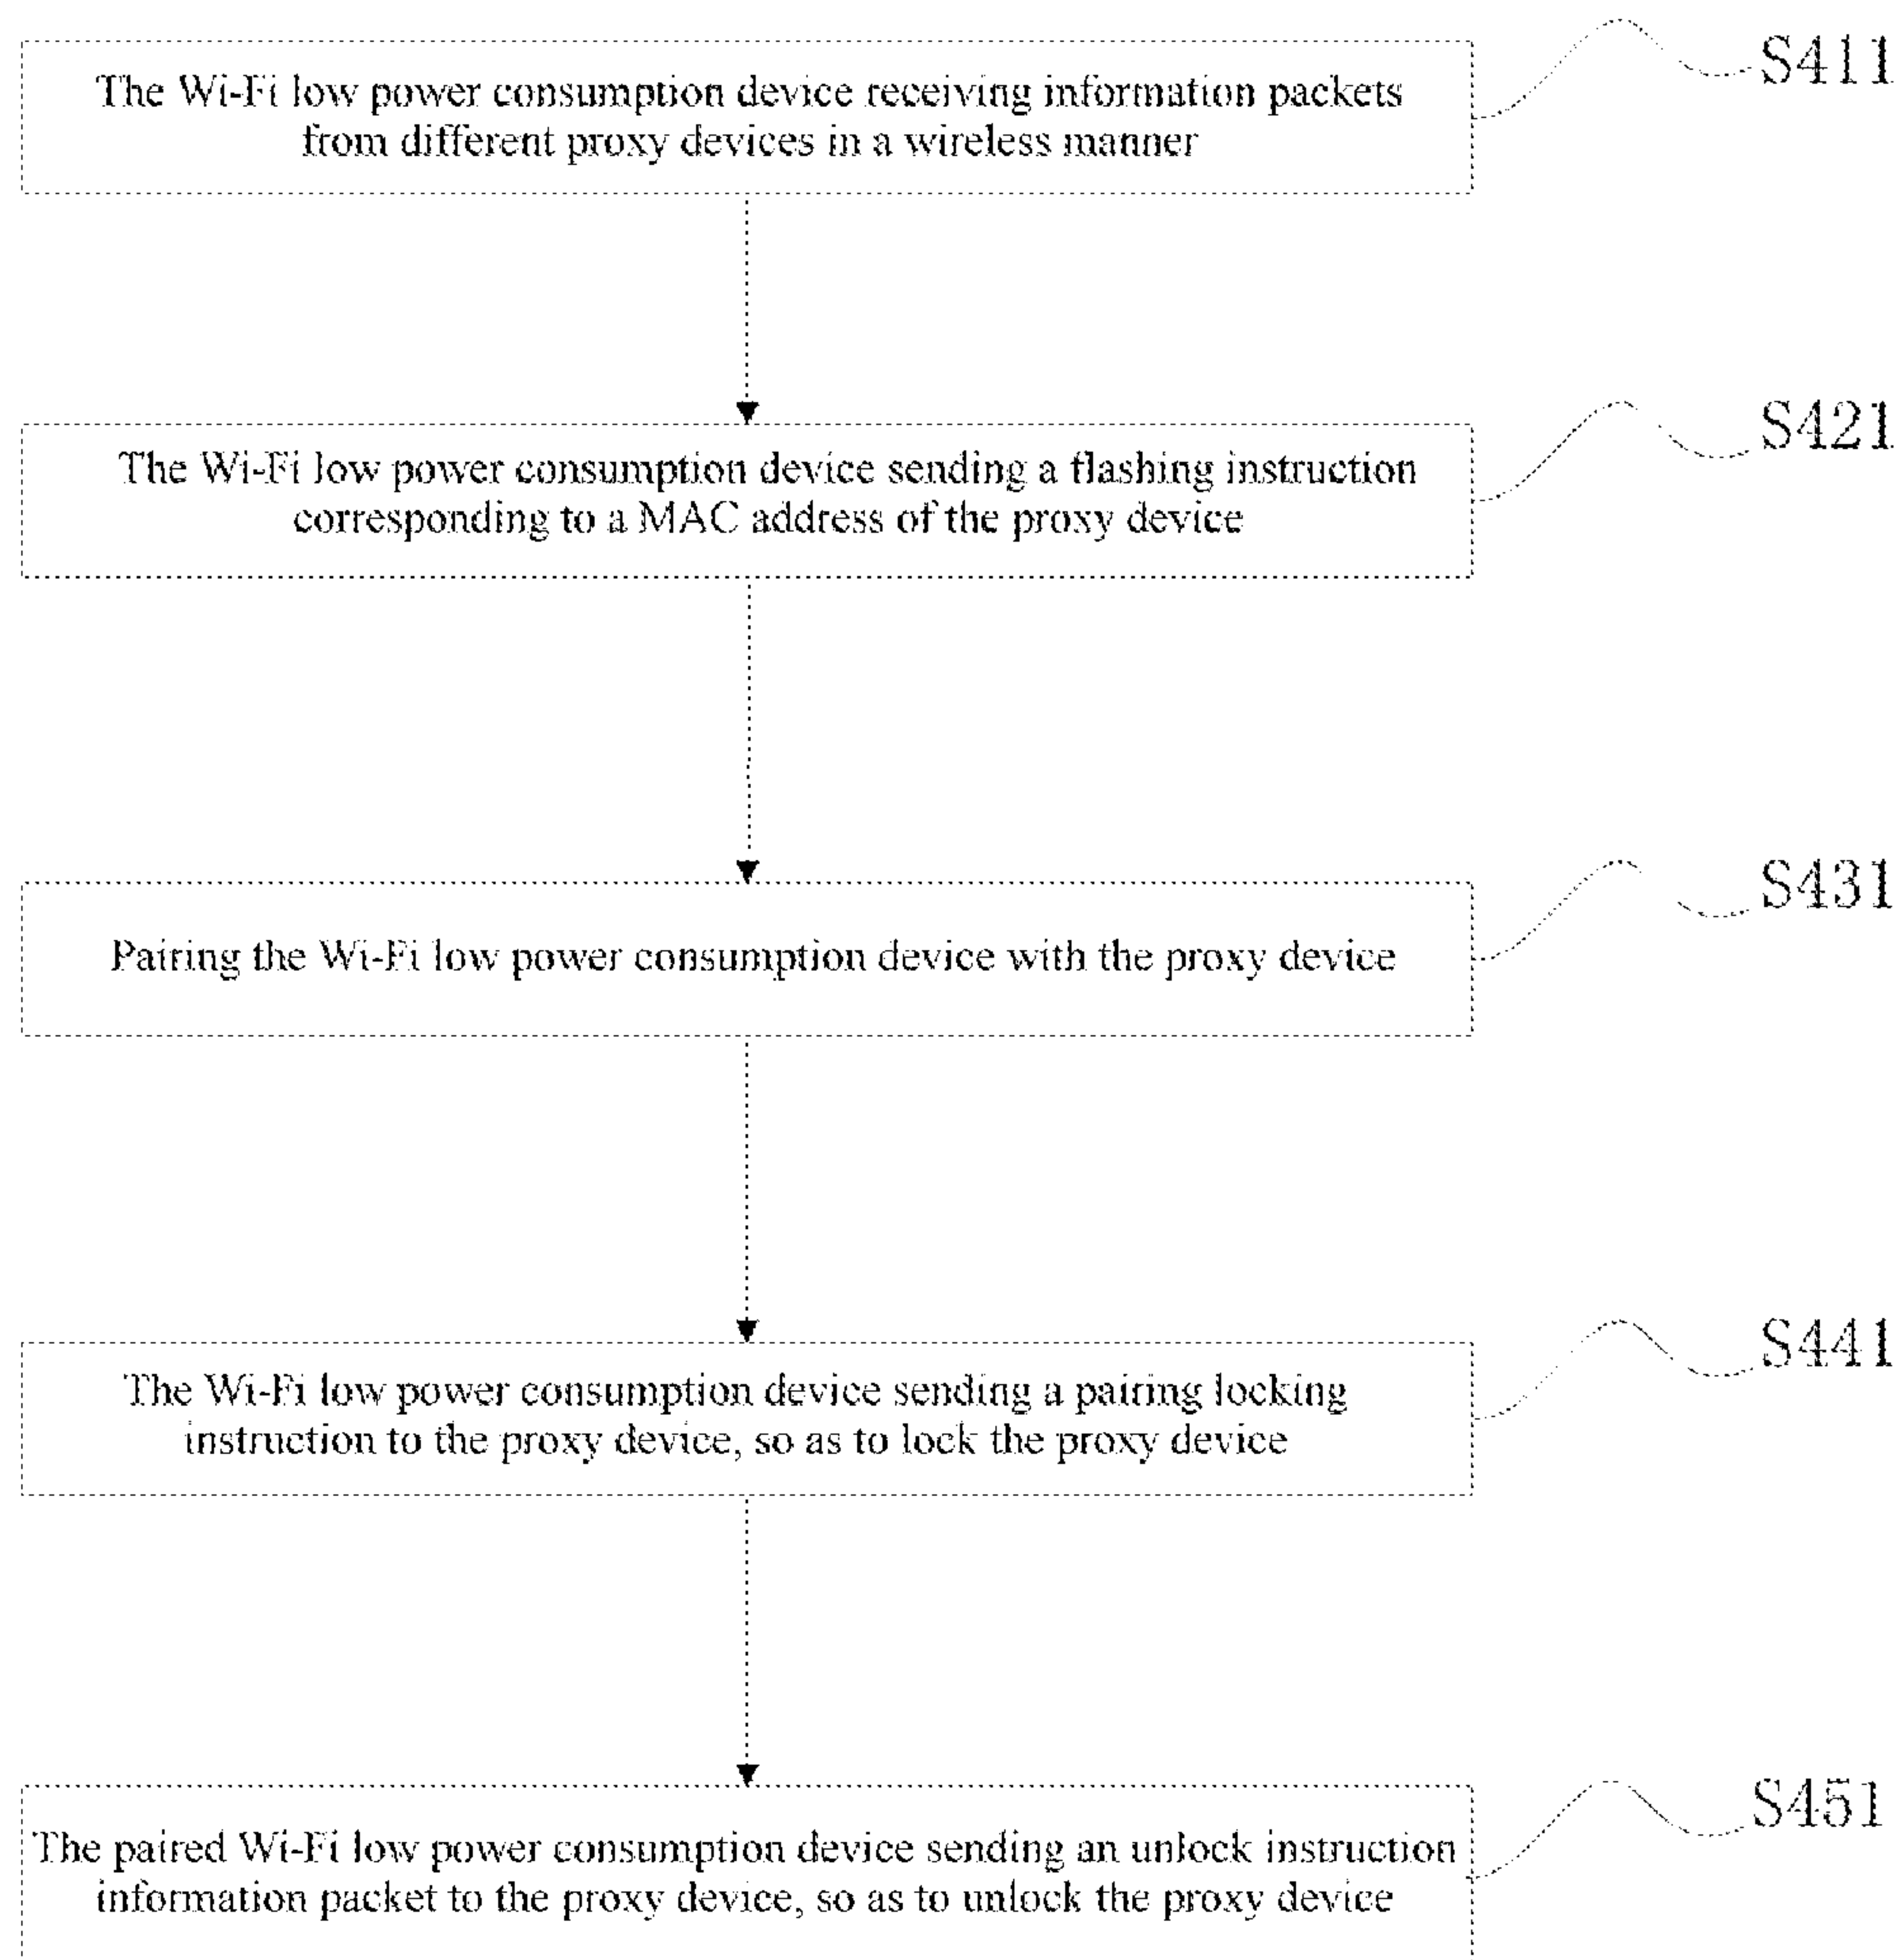 S411
The Wi-Fi low power consumption device receiving information packets
from different proxy devices in a wireless manner
S421
The Wi-Fi low power consumption device sending a flashing instruction
corresponding to a MAC address of the proxy device
S431
Pairing the Wi-Fi low power consumption device with the proxy device
S441
The Wi-Fi low power consumption device sending a pairing locking
instruction to the proxy device, so as to lock the proxy device
S451
The paired Wi-Fi low power consumption device sending an unlock instruction
information packet to the proxy device, so as to unlock the proxy device